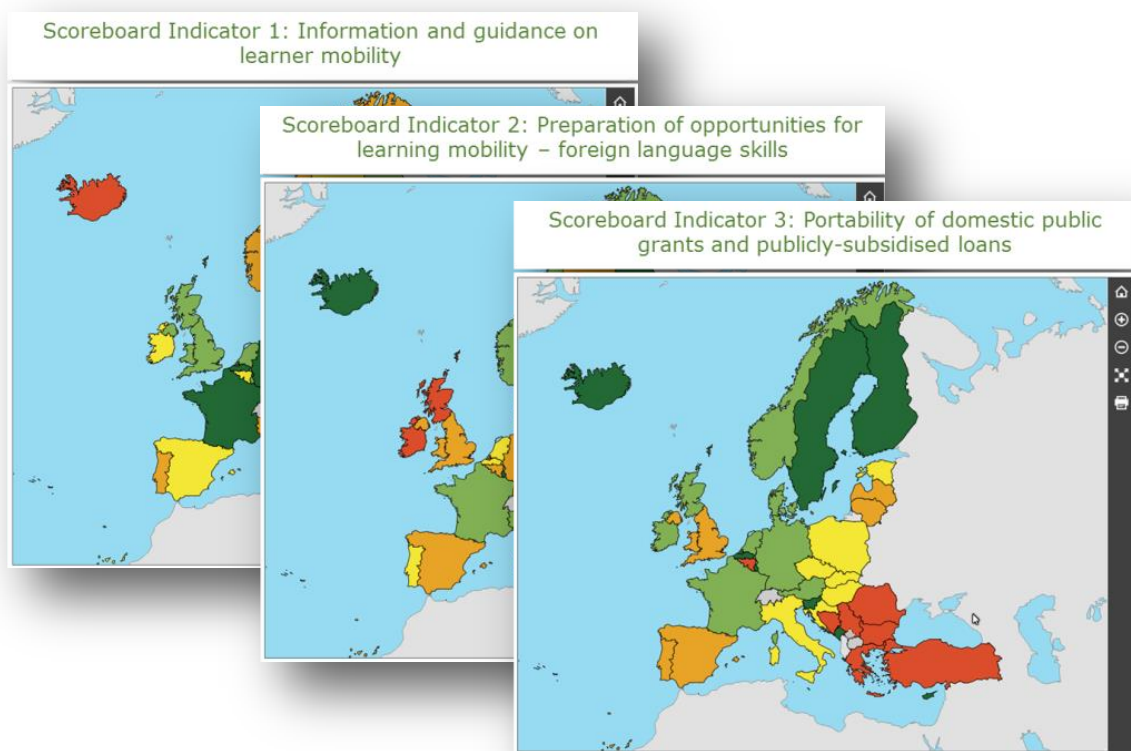 Scoreboard Indicator 1: Information and guidance on
learner mobility
Scoreboard Indicator 2: Preparation of opportunities for
learning mobility – foreign language skills
Scoreboard Indicator 3: Portability of domestic public
grants and publicly-subsidised loans